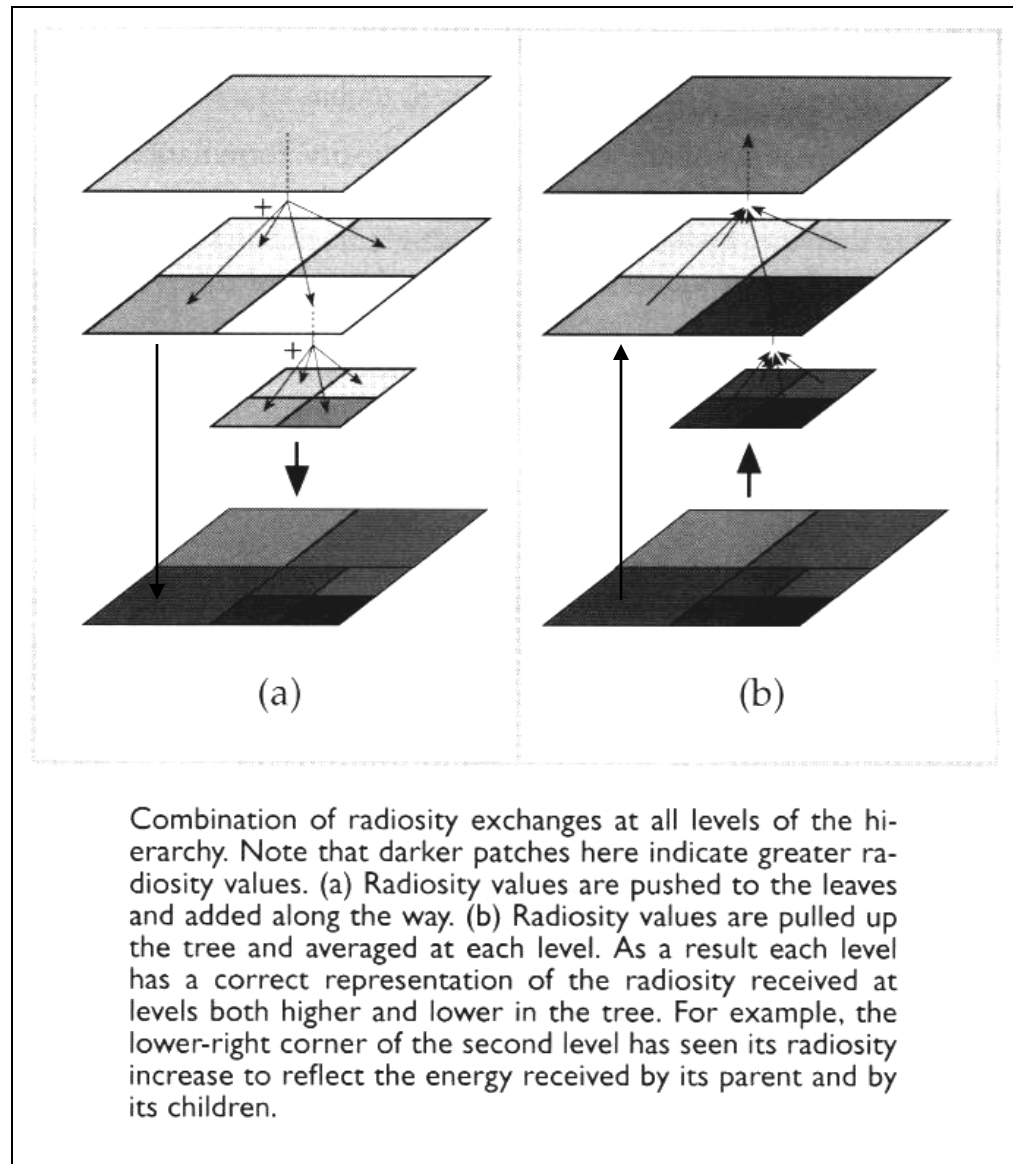 +
+
(a)
(b)
Combination of radiosity exchanges at all levels of the hi-
erarchy. Note that darker patches here indicate greater ra-
diosity values. (a) Radiosity values are pushed to the leaves
and added along the way. (b) Radiosity values are pulled up
the tree and averaged at each level. As a result each level
has a correct representation of the radiosity received at
levels both higher and lower in the tree. For example, the
lower-right corner of the second level has seen its radiosity
increase to reflect the energy received by its parent and by
its children.